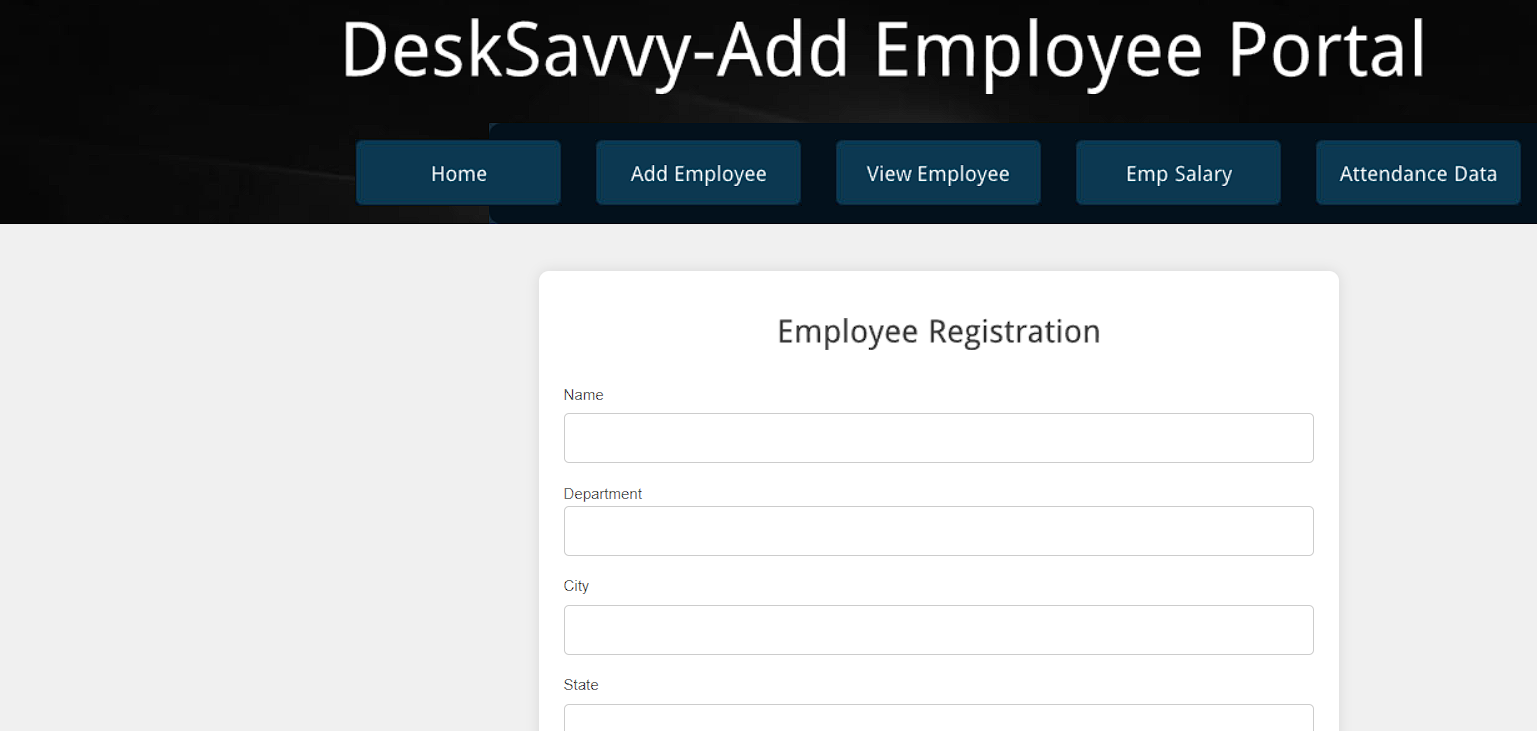 DeskSavvy-Add Employee Portal
Home Add Employee View Employee Emp Salary Attendance Data
Employee Registration
Name
Department
City
State